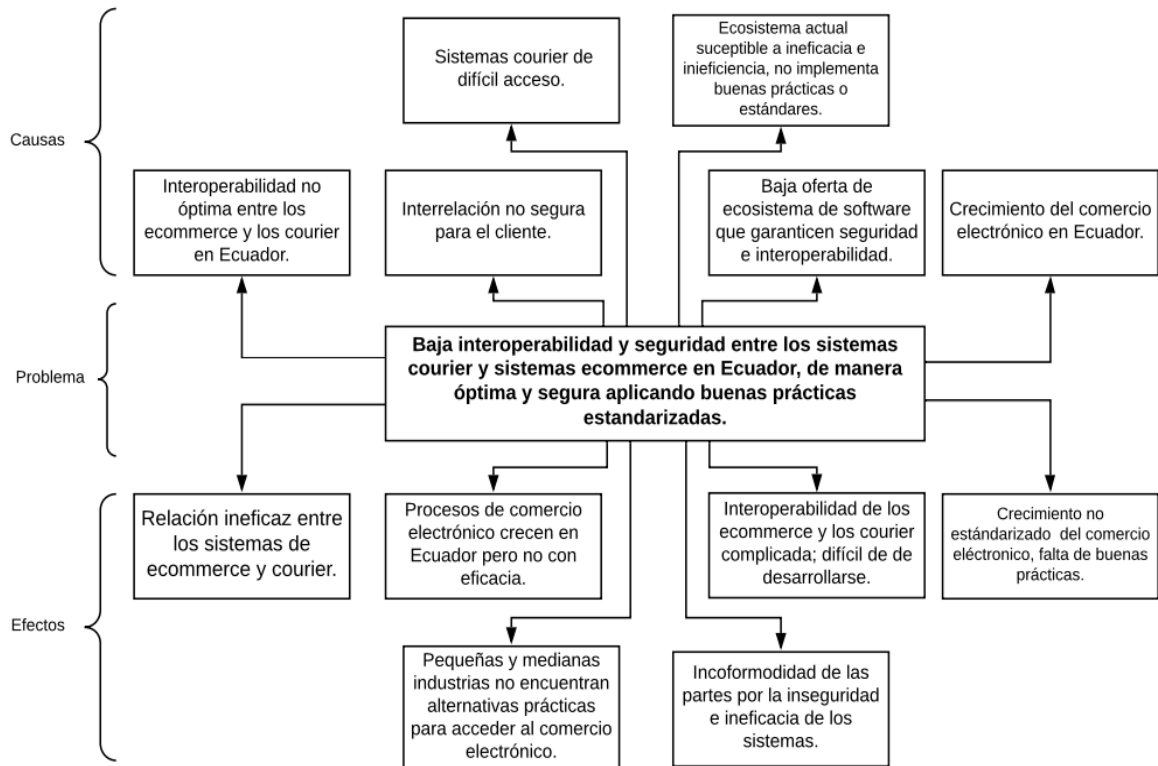 Causas
Sistemas courier de
difícil acceso.
Ecosistema actual
suceptible a ineficacia e
inieficiencia, no implementa
buenas prácticas o
estándares.
Interoperabilidad no
óptima entre los
ecommerce y los courier
en Ecuador.
Interrelación no segura
para el cliente.
Baja oferta de
ecosistema de software
que garanticen seguridad
e interoperabilidad.
Crecimiento del comercio
electrónico en Ecuador.
Problema
Baja interoperabilidad y seguridad entre los sistemas
courier y sistemas ecommerce en Ecuador, de manera
óptima y segura aplicando buenas prácticas
estandarizadas.
Efectos
Relación ineficaz entre
los sistemas de
ecommerce y courier.
Procesos de comercio
electrónico crecen en
Ecuador pero no con
eficacia.
Interoperabilidad de los
ecommerce y los courier
complicada; difícil de de
desarrollarse.
Crecimiento no
estándarizado del comercio
eléctronico, falta de buenas
prácticas.
Pequeñas y medianas
industrias no encuentran
alternativas prácticas
para acceder al comercio
electrónico.
Incoformodidad de las
partes por la inseguridad
e ineficacia de los
sistemas.